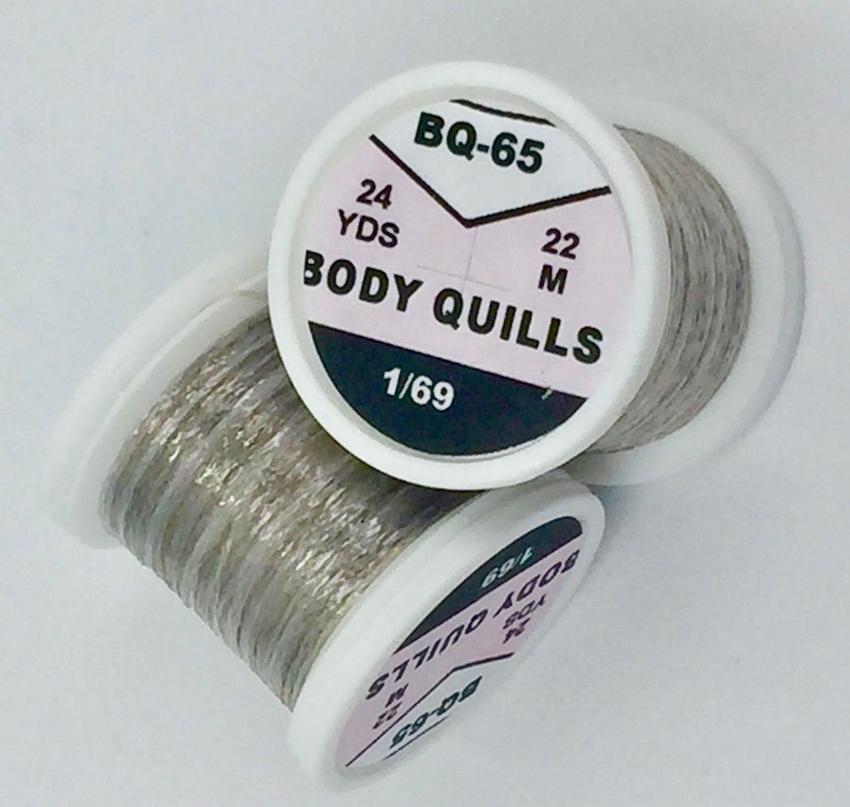 BQ-65
24
YDS
22
M
BODY QUILLS
1/69
1/69
BODY QUILLS
24
YDS
22
M
BQ-65